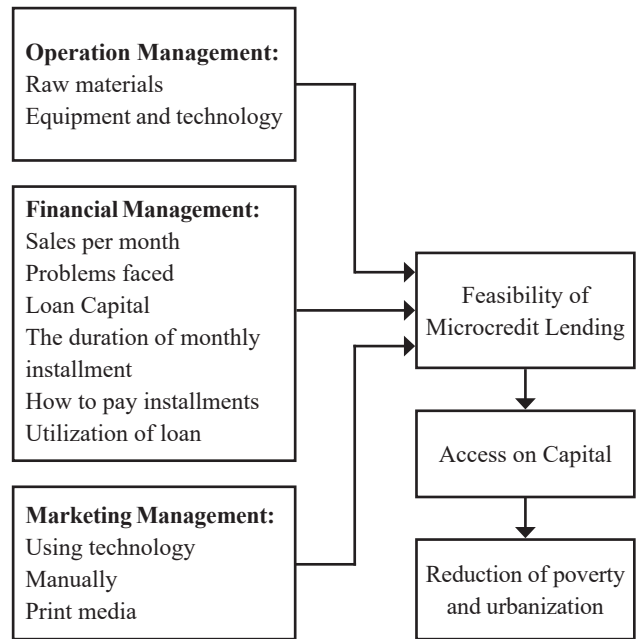 Operation Management:
Raw materials
Equipment and technology
Financial Management:
Sales per month
Problems faced
Loan Capital
The duration of monthly
installment
How to pay installments
Utilization of loan
Marketing Management:
Using technology
Manually
Print media
Feasibility of
Microcredit Lending
Access on Capital
Reduction of poverty
and urbanization